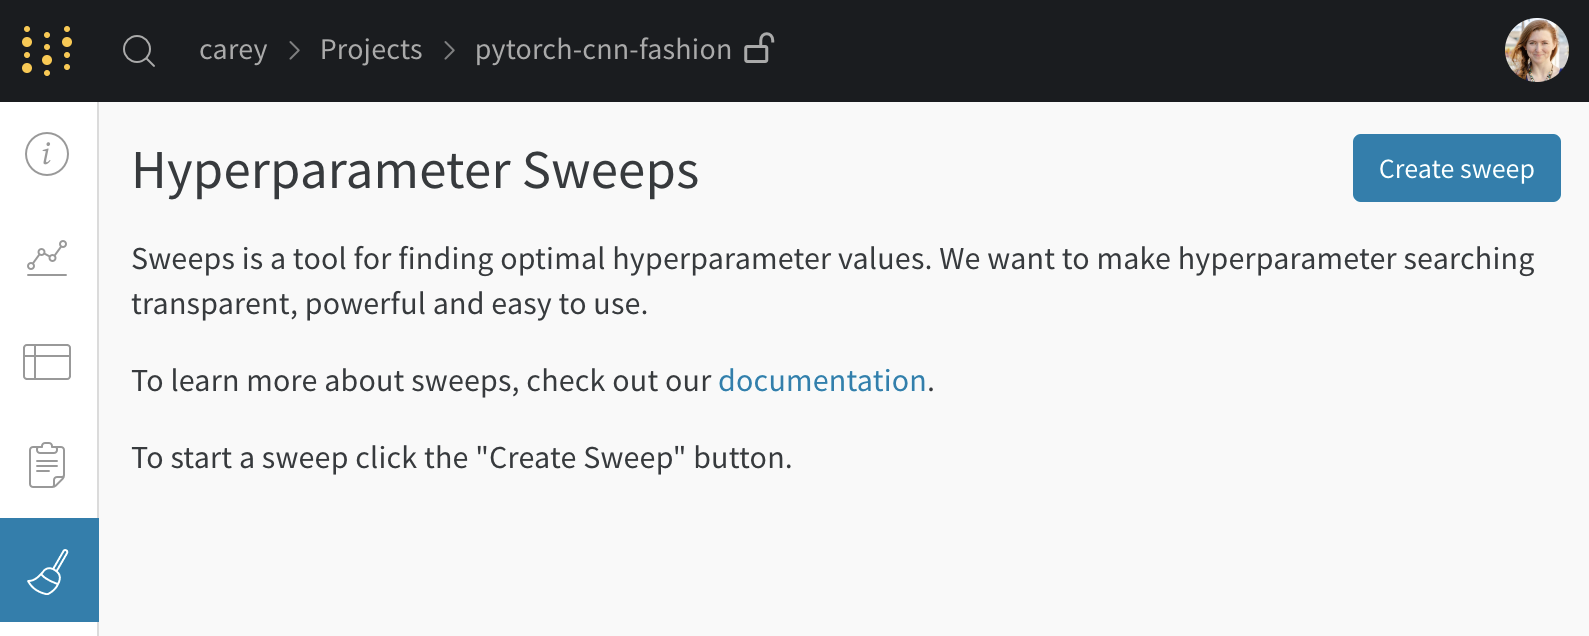 carey > Projects > pytorch-cnn-fashion
Hyperparameter Sweeps
Create sweep
Sweeps is a tool for finding optimal hyperparameter values. We want to make hyperparameter searching
transparent, powerful and easy to use.
To learn more about sweeps, check out our documentation.
To start a sweep click the "Create Sweep" button.